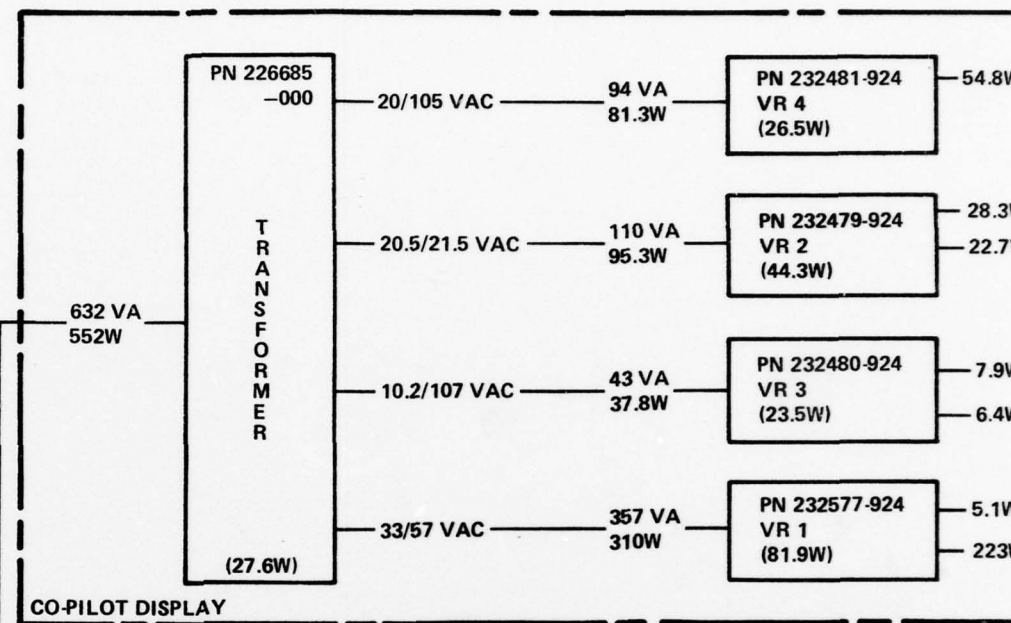 PN 226685
–000
20/105 VAC
94 VA
81.3W
PN 232481-924
VR 4
(26.5W)
54.8W
20.5/21.5 VAC
110 VA
95.3W
PN 232479-924
VR 2
(44.3W)
28.3W
22.7
TRANSFORMER
632 VA
552W
10.2/107 VAC
43 VA
37.8W
PN 232480-924
VR 3
(23.5W)
7.9W
6.4W
33/57 VAC
357 VA
310W
PN 232577-924
VR 1
(81.9W)
5.1W
223W
(27.6W)
CO-PILOT DISPLAY